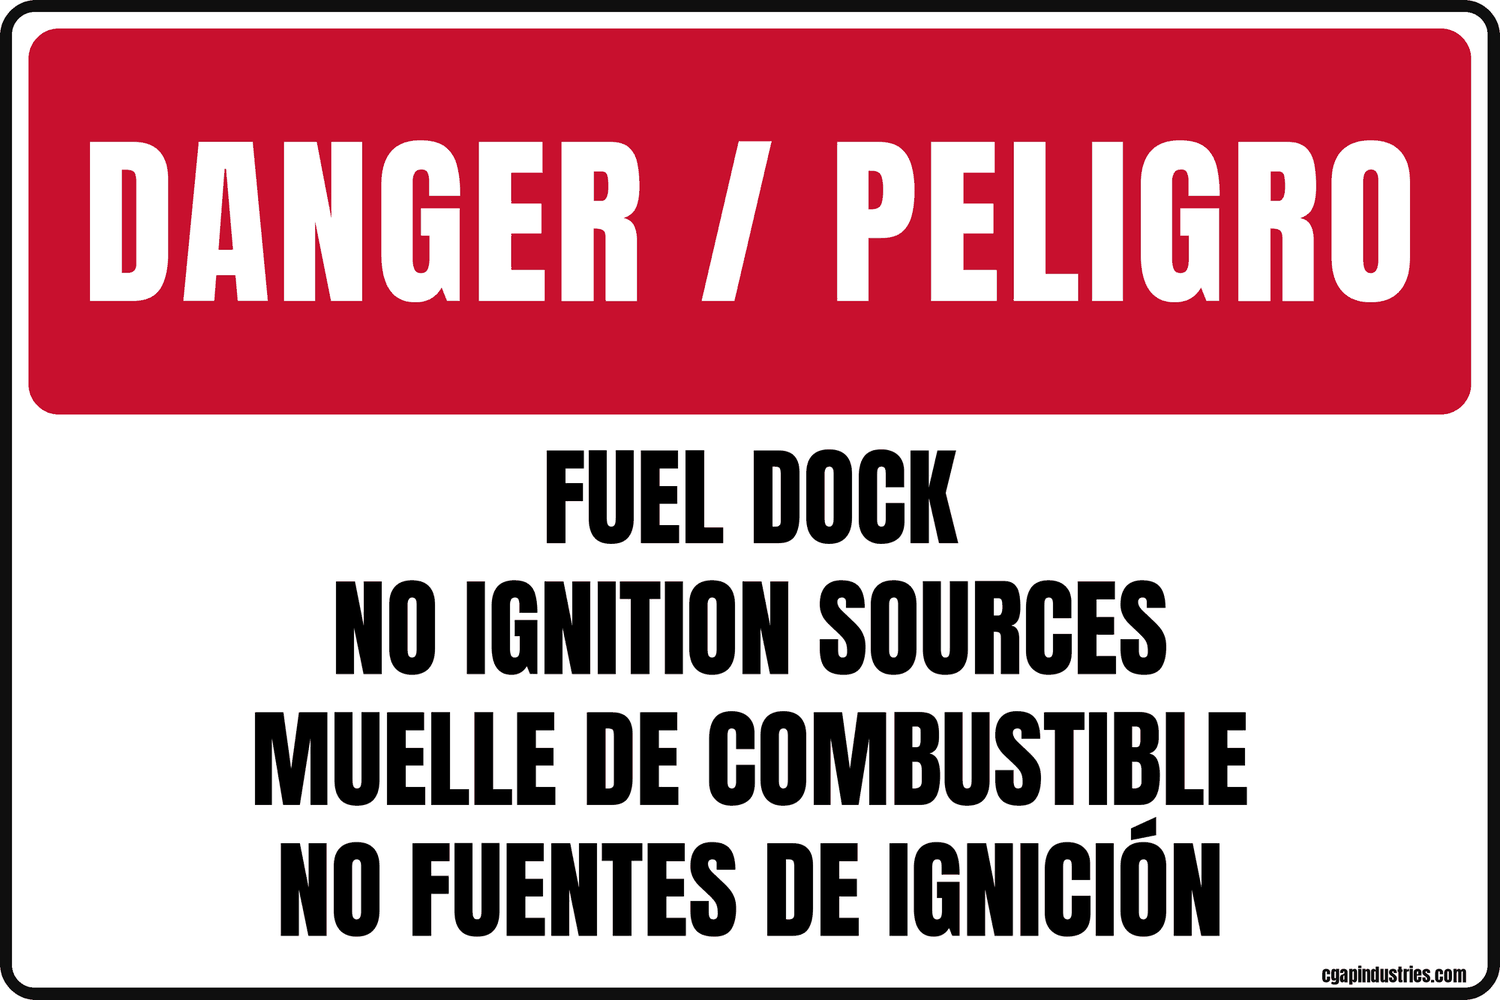 DANGER / PELIGRO
FUEL DOCK
NO IGNITION SOURCES
MUELLE DE COMBUSTIBLE
NO FUENTES DE IGNICIÓN
cgapindustries.com